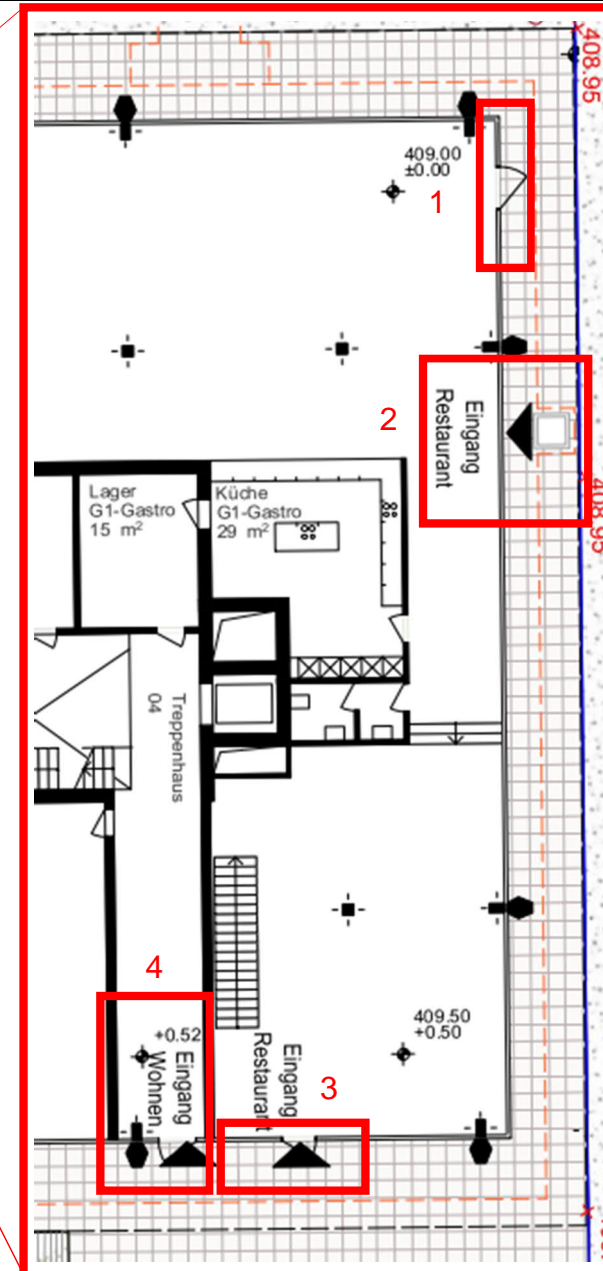 408.95
409.00
±0.00
1
2
Eingang
Restaurant
408.95
Lager
G1-Gastro
15 m²
Küche
G1-Gastro
29 m²
Treppenhaus
04
4
+0.52
Eingang
Wohnen
409.50
+0.50
Eingang
Restaurant
3